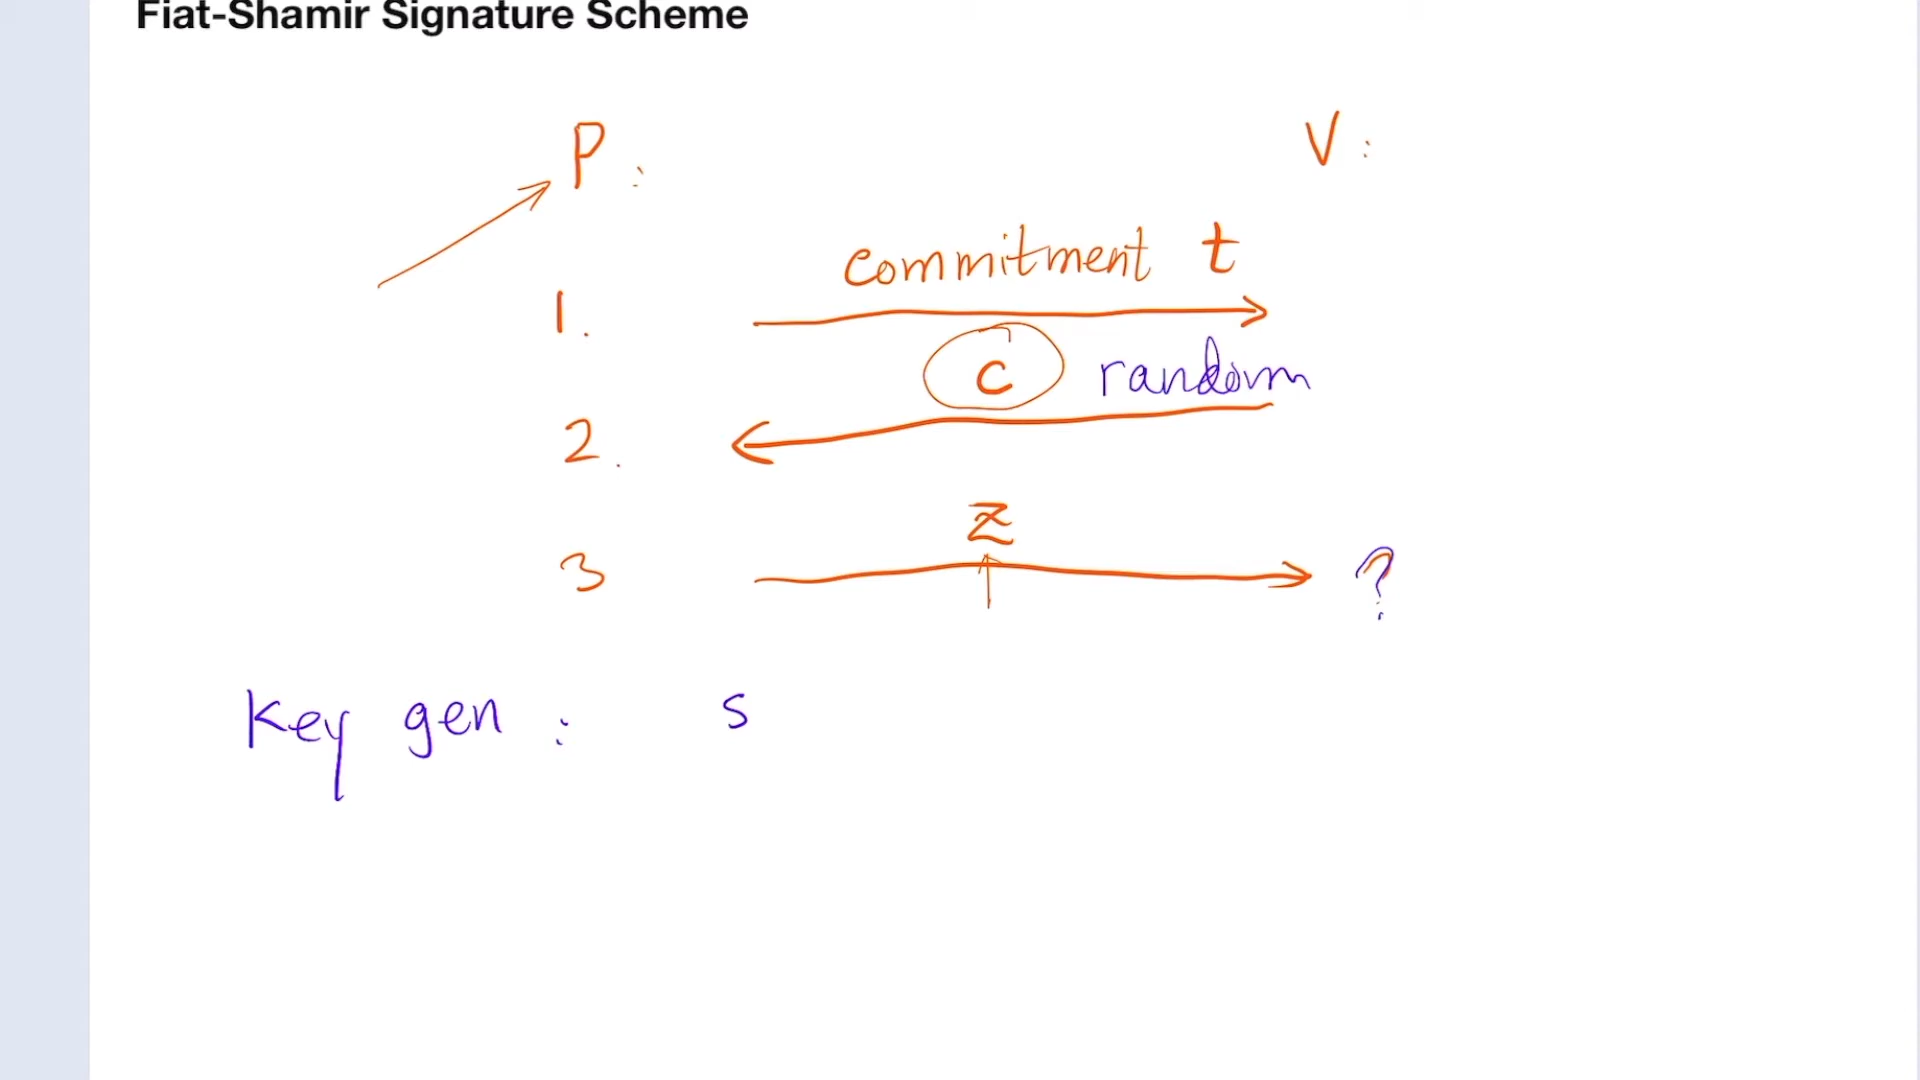 Fiat-Shamir Signature Scheme
P: V:
commitment t
1.
c random
2.
z
3 ?
Key gen: s